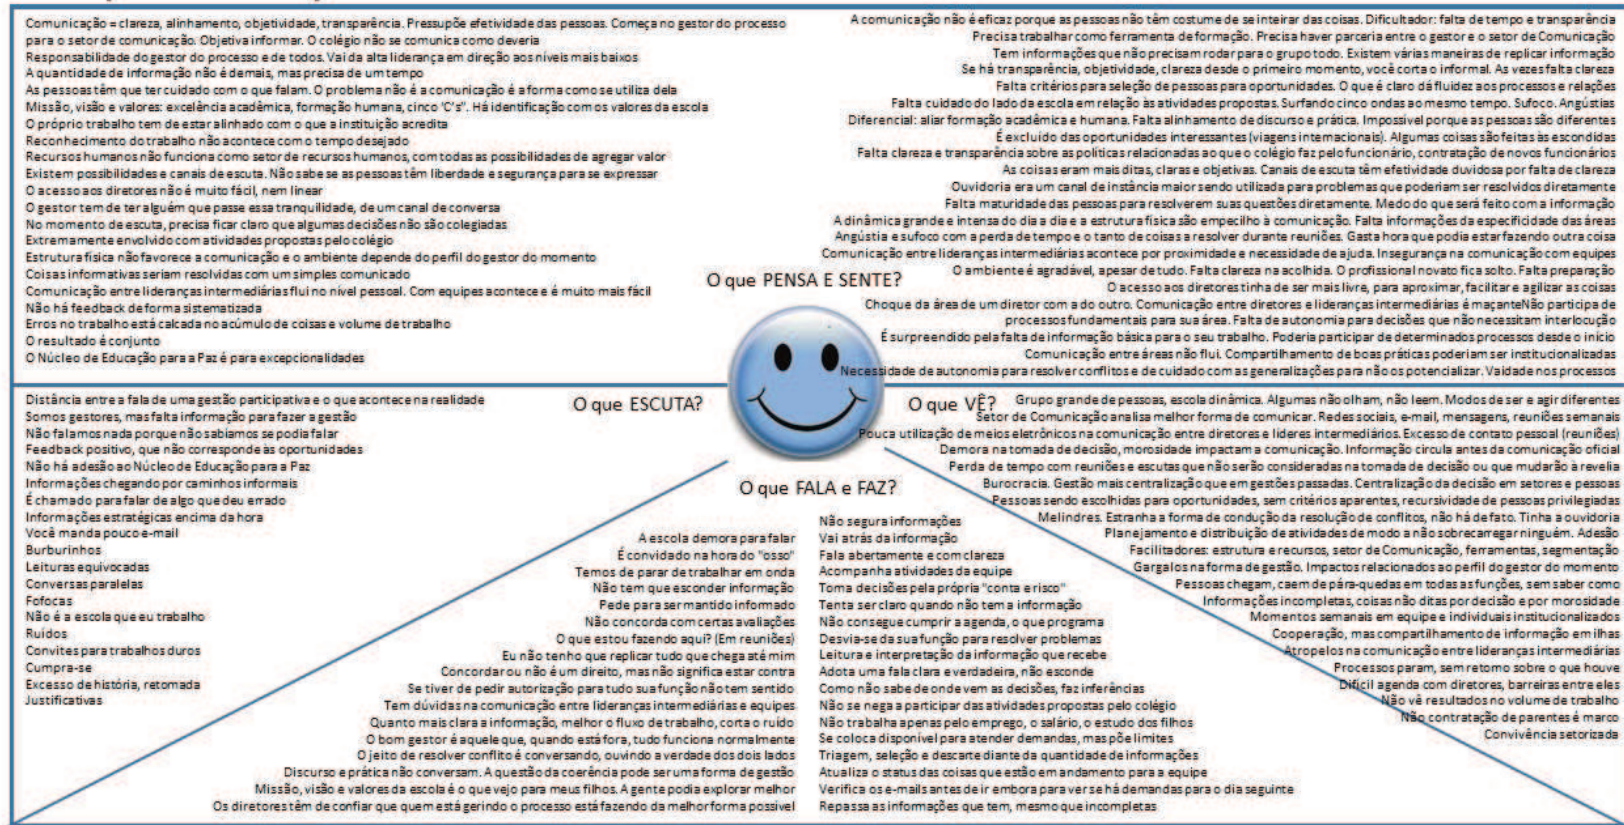 Comunicação = clareza, alinhamento, objetividade, transparência. Pressupõe efetividade das pessoas. Começa no gestor do processo
para o setor de comunicação. Objetiva informar. O colégio não se comunica como deveria
Responsabilidade do gestor do processo e de todos. Vai da alta liderança em direção aos níveis mais baixos
A quantidade de informação não é demais, mas precisa de um tempo
As pessoas têm que ter cuidado com o que falam. O problema não é a comunicação é a forma como se utiliza dela
Missão, visão e valores: excelência acadêmica, formação humana, cinco 'C's". Há identificação com os valores da escola
O próprio trabalho tem de estar alinhado com o que a instituição acredita
Reconhecimento do trabalho não acontece com o tempo desejado
Recursos humanos não funciona como setor de recursos humanos, com todas as possibilidades de agregar valor
Existem possibilidades e canais de escuta. Não sabe se as pessoas têm liberdade e segurança para se expressar
O acesso aos diretores não é muito fácil, nem linear
O gestor tem de ter alguém que passe essa tranquilidade, de um canal de conversa
No momento de escuta, precisa ficar claro que algumas decisões não são colegiadas
Extremamente envolvido com atividades propostas pelo colégio
Estrutura física não favorece a comunicação e o ambiente depende do perfil do gestor do momento
Coisas informativas seriam resolvidas com um simples comunicado
Comunicação entre lideranças intermediárias flui no nível pessoal. Com equipes acontece e é muito mais fácil
Não há feedback de forma sistematizada
Erros no trabalho está calcada no acúmulo de coisas e volume de trabalho
O resultado é conjunto
O Núcleo de Educação para a Paz é para excepcionalidades
A comunicação não é eficaz porque as pessoas não têm costume de se inteirar das coisas. Dificultador: falta de tempo e transparência
Precisa trabalhar como ferramenta de formação. Precisa haver parceria entre o gestor e o setor de Comunicação
Tem informações que não precisam rodar para o grupo todo. Existem várias maneiras de replicar informação
Se há transparência, objetividade, clareza desde o primeiro momento, você corta o informal. As vezes falta clareza
Falta critérios para seleção de pessoas para oportunidades. O que é claro dá fluidez aos processos e relações
Falta cuidado do lado da escola em relação às atividades propostas. Surfando cinco ondas ao mesmo tempo. Sufoco. Angústias
Diferencial: aliar formação acadêmica e humana. Falta alinhamento de discurso e prática. Impossível porque as pessoas são diferentes
É excluído das oportunidades interessantes (viagens internacionais). Algumas coisas são feitas às escondidas
Falta clareza e transparência sobre as políticas relacionadas ao que o colégio faz pelo funcionário, contratação de novos funcionários
As coisas eram mais ditas, claras e objetivas. Canais de escuta têm efetividade duvidosa por falta de clareza
Ouvidoria era um canal de instância maior sendo utilizada para problemas que poderiam ser resolvidos diretamente
Falta maturidade das pessoas para resolverem suas questões diretamente. Medo do que será feito com a informação
A dinâmica grande e intensa do dia a dia e a estrutura física são empecilho à comunicação. Falta informações da especificidade das áreas
Angústia e sufoco com a perda de tempo e o tanto de coisas a resolver durante reuniões. Gasta hora que podia estar fazendo outra coisa
Comunicação entre lideranças intermediárias acontece por proximidade e necessidade de ajuda. Insegurança na comunicação com equipes
O ambiente é agradável, apesar de tudo. Falta clareza na acolhida. O profissional novato fica solto. Falta preparação
O acesso aos diretores tinha de ser mais livre, para aproximar, facilitar e agilizar as coisas
Choque da área de um diretor com a do outro. Comunicação entre diretores e lideranças intermediárias é maçanteNão participa de
processos fundamentais para sua área. Falta de autonomia para decisões que não necessitam interlocução
É surpreendido pela falta de informação básica para o seu trabalho. Poderia participar de determinados processos desde o início
Comunicação entre áreas não flui. Compartilhamento de boas práticas poderiam ser institucionalizadas
Necessidade de autonomia para resolver conflitos e de cuidado com as generalizações para não os potencializar. Vaidade nos processos
O que PENSA E SENTE?
O que ESCUTA?
Distância entre a fala de uma gestão participativa e o que acontece na realidade
Somos gestores, mas falta informação para fazer a gestão
Não falamos nada porque não sabíamos se podia falar
Feedback positivo, que não corresponde às oportunidades
Não há adesão ao Núcleo de Educação para a Paz
Informações chegando por caminhos informais
É chamado para falar de algo que deu errado
Informações estratégicas encima da hora
Você manda pouco e-mail
Burburinhos
Leituras equivocadas
Conversas paralelas
Fofocas
Não é a escola que eu trabalho
Ruídos
Convites para trabalhos duros
Cumpra-se
Excesso de história, retomada
Justificativas
O que VÊ?
Grupo grande de pessoas, escola dinâmica. Algumas não olham, não leem. Modos de ser e agir diferentes
Setor de Comunicação analisa melhor forma de comunicar. Redes sociais, e-mail, mensagens, reuniões semanais
Pouca utilização de meios eletrônicos na comunicação entre diretores e líderes intermediários. Excesso de contato pessoal (reuniões)
Demora na tomada de decisão, morosidade impactam a comunicação. Informação circula antes da comunicação oficial
Perda de tempo com reuniões e escutas que não serão consideradas na tomada de decisão ou que mudarão à revelia
Burocracia. Gestão mais centralização que em gestões passadas. Centralização da decisão em setores e pessoas
Pessoas sendo escolhidas para oportunidades, sem critérios aparentes, recursividade de pessoas privilegiadas
Melindres. Estranha a forma de condução da resolução de conflitos, não há de fato. Tinha a ouvidoria
Planejamento e distribuição de atividades de modo a não sobrecarregar ninguém. Adesão
Facilitadores: estrutura e recursos, setor de Comunicação, ferramentas, segmentação
Gargalos na forma de gestão. Impactos relacionados ao perfil do gestor do momento
Pessoas chegam, caem de pára-quedas em todas as funções, sem saber como
Informações incompletas, coisas não ditas por decisão e por morosidade
Momentos semanais em equipe e individuais institucionalizados
Cooperação, mas compartilhamento de informação em ilhas
Atropelos na comunicação entre lideranças intermediárias
Processos param, sem retorno sobre o que houve
Difícil agenda com diretores, barreiras entre eles
Não vê resultados no volume de trabalho
Não contratação de parentes é marco
Convivência setorizada
O que FALA e FAZ?
A escola demora para falar
É convidado na hora do "osso"
Temos de parar de trabalhar em onda
Não tem que esconder informação
Pede para ser mantido informado
Não concorda com certas avaliações
O que estou fazendo aqui? (Em reuniões)
Eu não tenho que replicar tudo que chega até mim
Concordar ou não é um direito, mas não significa estar contra
Se tiver de pedir autorização para tudo sua função não tem sentido
Tem dúvidas na comunicação entre lideranças intermediárias e equipes
Quanto mais clara a informação, melhor o fluxo de trabalho, corta o ruído
O bom gestor é aquele que, quando está fora, tudo funciona normalmente
O jeito de resolver conflito é conversando, ouvindo a verdade dos dois lados
Discurso e prática não conversam. A questão da coerência pode ser uma forma de gestão
Missão, visão e valores da escola é o que vejo para meus filhos. A gente podia explorar melhor
Os diretores têm de confiar que quem está gerindo o processo está fazendo da melhor forma possível
Não segura informações
Vai atrás da informação
Fala abertamente e com clareza
Acompanha atividades da equipe
Toma decisões pela própria "conta e risco"
Tenta ser claro quando não tem a informação
Não consegue cumprir a agenda, o que programa
Desvia-se da sua função para resolver problemas
Leitura e interpretação da informação que recebe
Adota uma fala clara e verdadeira, não esconde
Como não sabe de onde vem as decisões, faz inferências
Não se nega a participar das atividades propostas pelo colégio
Não trabalha apenas pelo emprego, o salário, o estudo dos filhos
Se coloca disponível para atender demandas, mas põe limites
Triagem, seleção e descarte diante da quantidade de informações
Atualiza o status das coisas que estão em andamento para a equipe
Verifica os e-mails antes de ir embora para ver se há demandas para o dia seguinte
Repassa as informações que tem, mesmo que incompletas